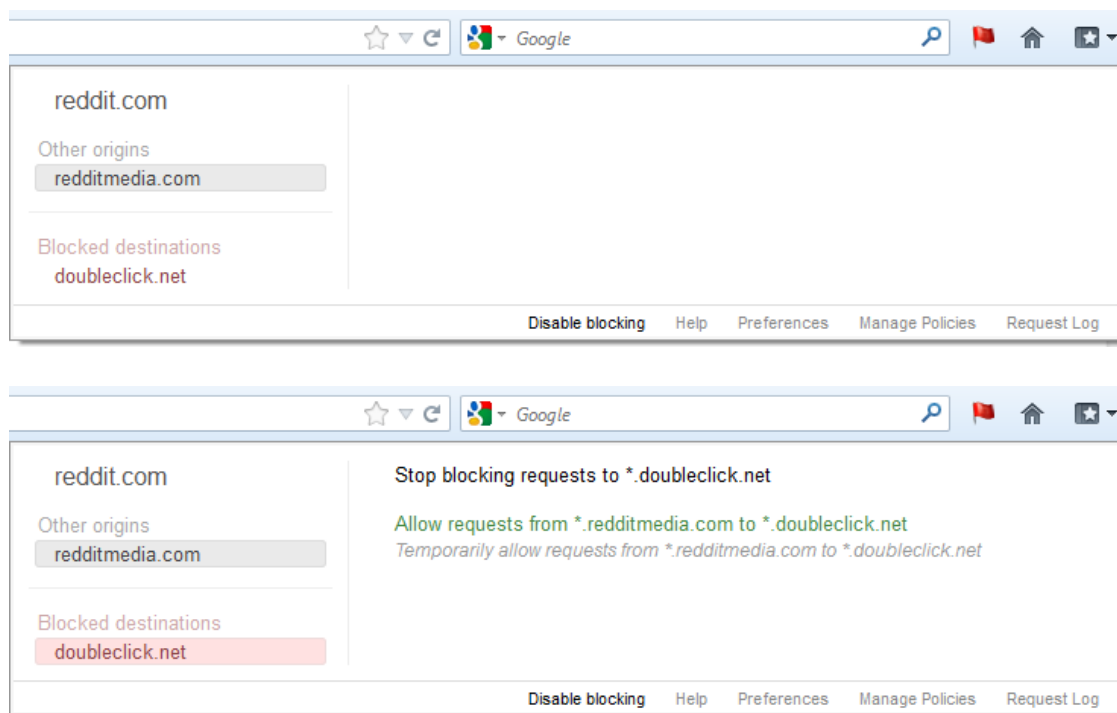 Google
reddit.com
Other origins
redditmedia.com
Blocked destinations
doubleclick.net
Disable blocking Help Preferences Manage Policies Request Log
Google
reddit.com
Stop blocking requests to *.doubleclick.net
Other origins
Allow requests from *.redditmedia.com to *.doubleclick.net
redditmedia.com
Temporarily allow requests from *.redditmedia.com to *.doubleclick.net
Blocked destinations
doubleclick.net
Disable blocking Help Preferences Manage Policies Request Log